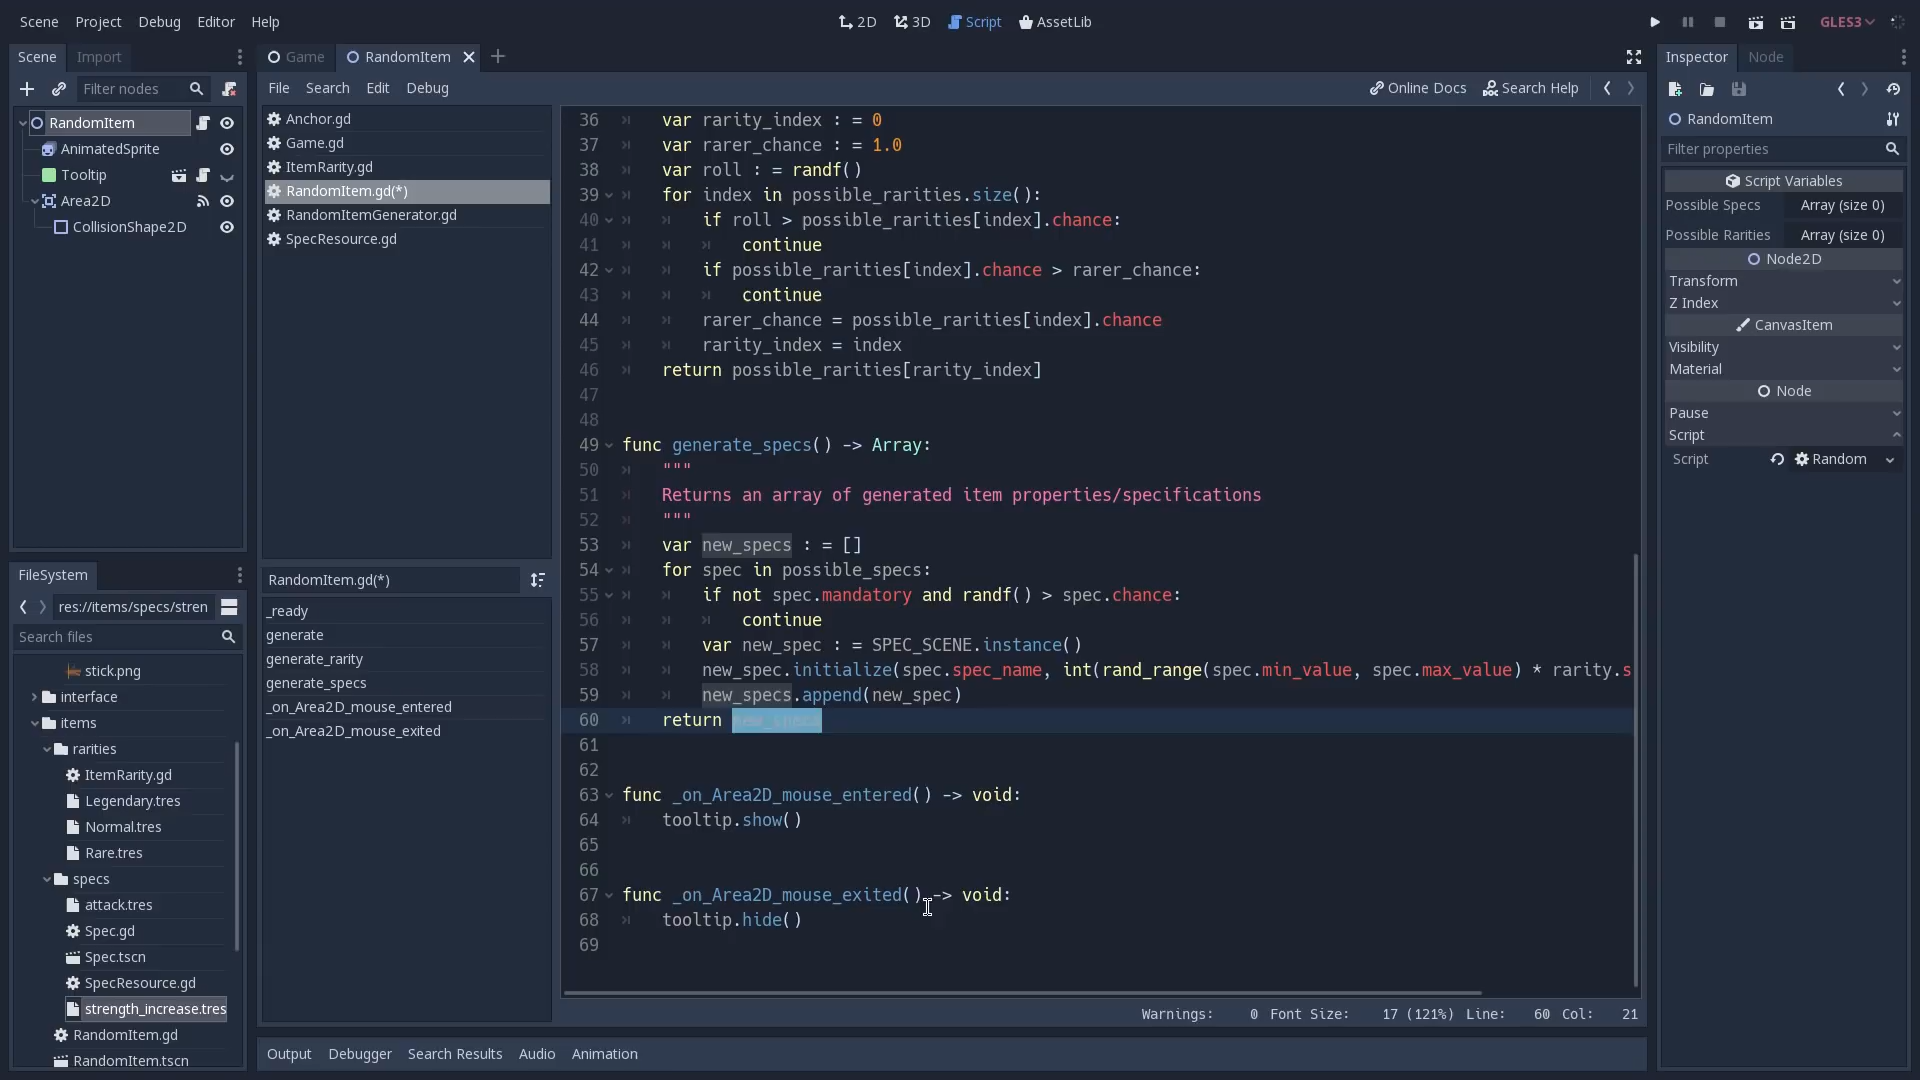 Scene Project Debug Editor Help
2D 3D Script AssetLib
GLES3
Scene Import
Filter nodes
RandomItem
AnimatedSprite
Tooltip
Area2D
CollisionShape2D
FileSystem
res://items/specs/stren
Search files
stick.png
interface
items
rarities
ItemRarity.gd
Legendary.tres
Normal.tres
Rare.tres
specs
attack.tres
Spec.gd
Spec.tscn
SpecResource.gd
strength_increase.tres
RandomItem.gd
RandomItem.tscn
Game RandomItem
File Search Edit Debug
Online Docs Search Help
Anchor.gd
Game.gd
ItemRarity.gd
RandomItem.gd(*)
RandomItemGenerator.gd
SpecResource.gd
RandomItem.gd(*)
_ready
generate
generate_rarity
generate_specs
_on_Area2D_mouse_entered
_on_Area2D_mouse_exited
36 var rarity_index : = 0
37 var rarer_chance : = 1.0
38 var roll : = randf()
39 for index in possible_rarities.size():
40 if roll > possible_rarities[index].chance:
41 continue
42 if possible_rarities[index].chance > rarer_chance:
43 continue
44 rarer_chance = possible_rarities[index].chance
45 rarity_index = index
46 return possible_rarities[rarity_index]
47
48
49 func generate_specs() -> Array:
50 """
51 Returns an array of generated item properties/specifications
52 """
53 var new_specs : = []
54 for spec in possible_specs:
55 if not spec.mandatory and randf() > spec.chance:
56 continue
57 var new_spec : = SPEC_SCENE.instance()
58 new_spec.initialize(spec.spec_name, int(rand_range(spec.min_value, spec.max_value) * rarity.s
59 new_specs.append(new_spec)
60 return new_specs
61
62
63 func _on_Area2D_mouse_entered() -> void:
64 tooltip.show()
65
66
67 func _on_Area2D_mouse_exited() -> void:
68 tooltip.hide()
69
Warnings: 0 Font Size: 17 (121%) Line: 60 Col: 21
Output Debugger Search Results Audio Animation
Inspector Node
RandomItem
Filter properties
Script Variables
Possible Specs Array (size 0)
Possible Rarities Array (size 0)
Node2D
Transform
Z Index
CanvasItem
Visibility
Material
Node
Pause
Script
Script Random